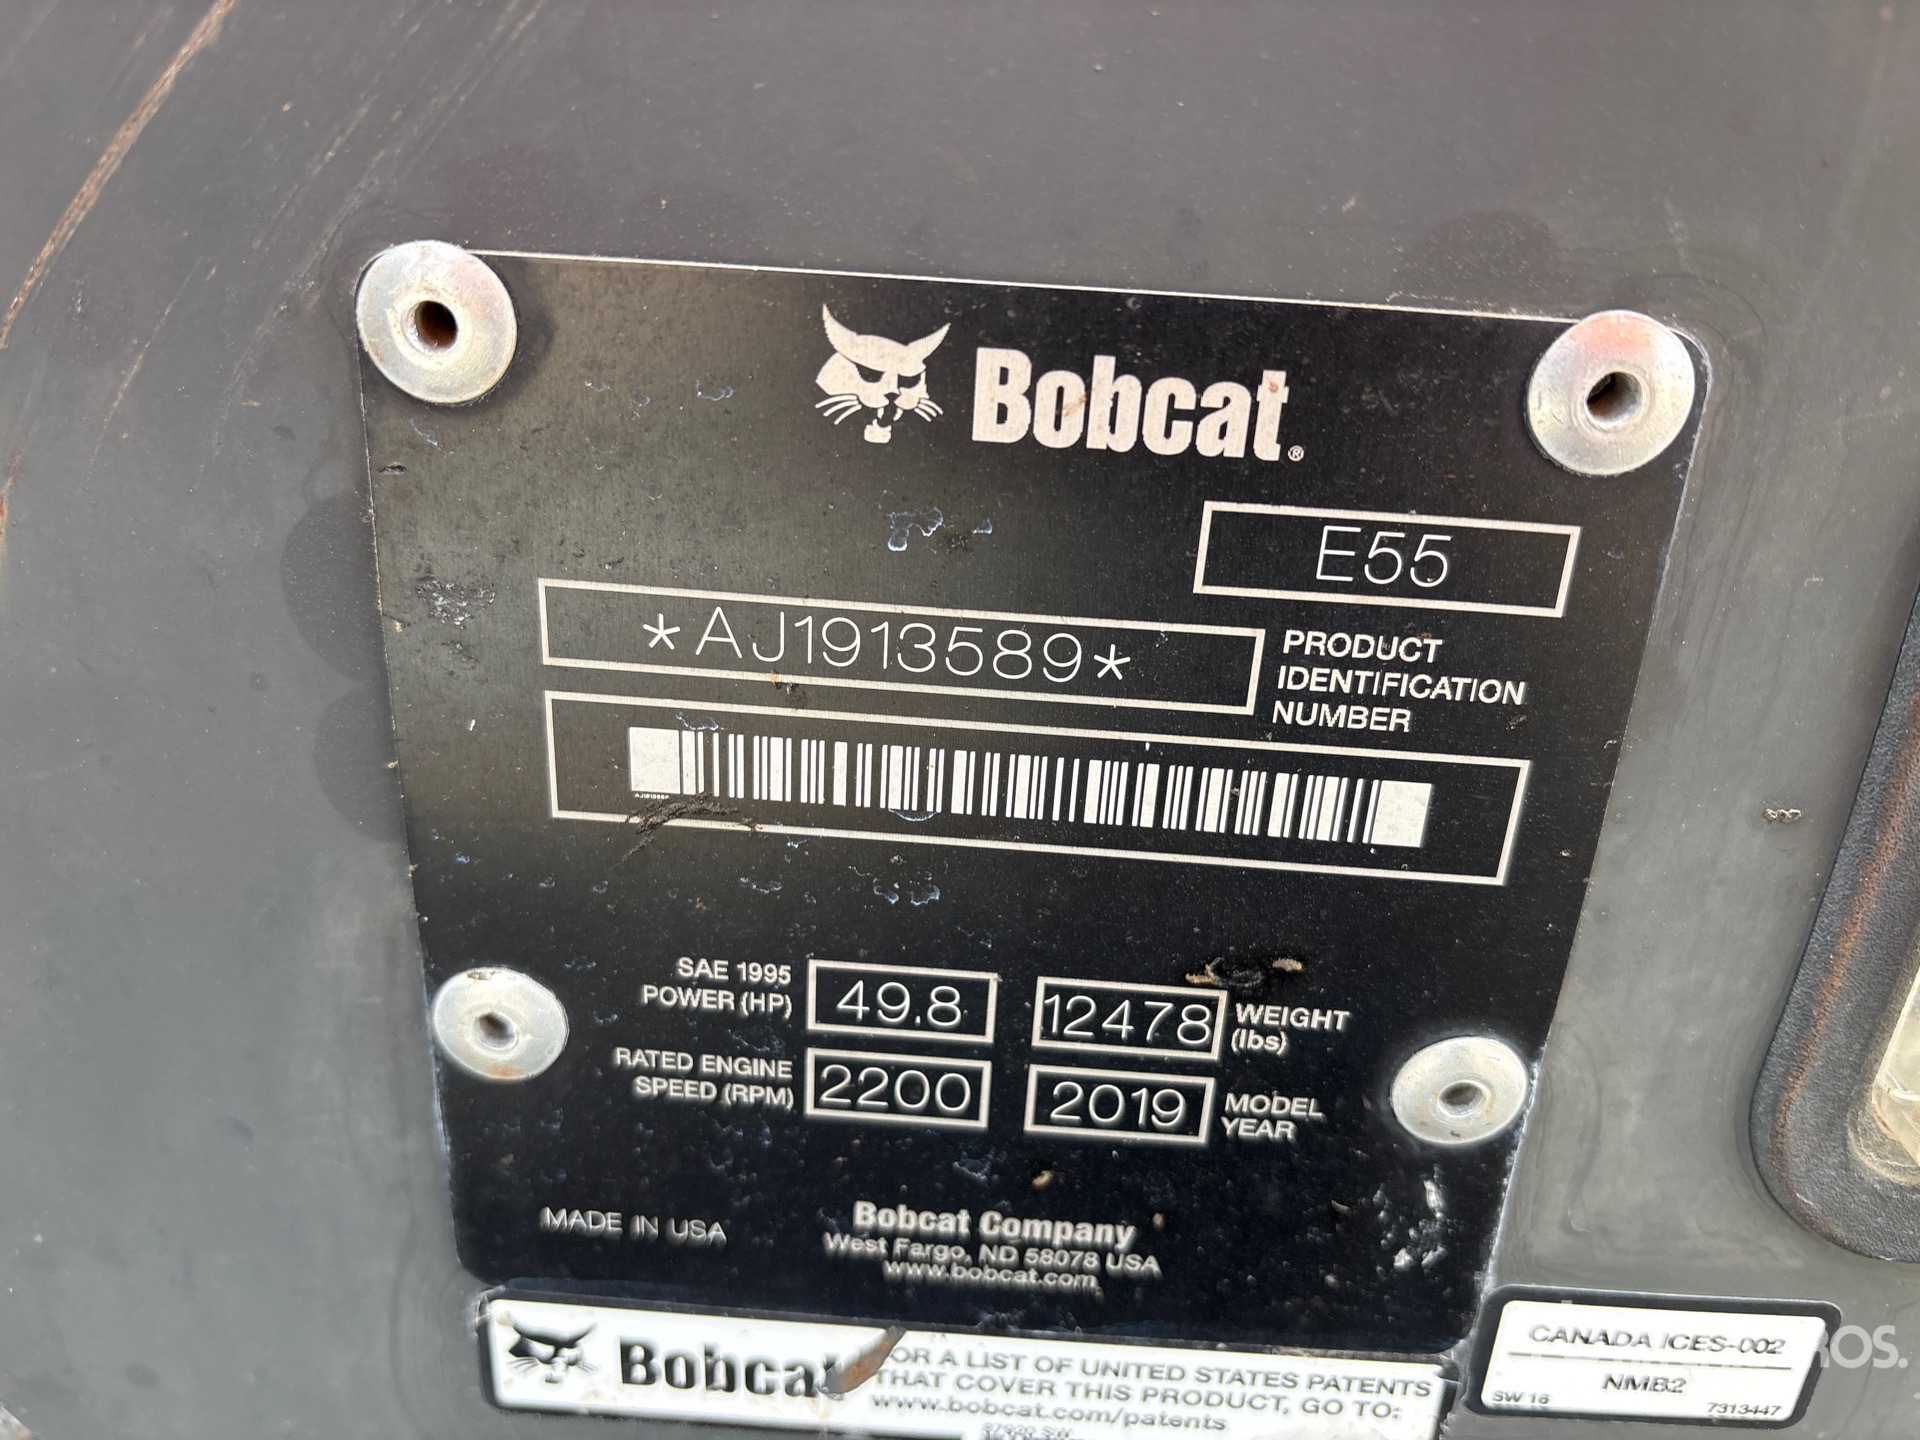 Bobcat®
E55
*AJ1913589*
PRODUCT
IDENTIFICATION
NUMBER
AJ1913589
SAE 1995
POWER (HP)
49.8
12478
WEIGHT
(lbs)
RATED ENGINE
SPEED (RPM)
2200
2019
MODEL
YEAR
MADE IN USA
Bobcat Company
West Fargo, ND 58078 USA
www.bobcat.com
Bobcat
OR A LIST OF UNITED STATES PATENTS
THAT COVER THIS PRODUCT, GO TO:
www.bobcat.com/patents
CANADA ICES-002
NMB2
SW 16
7313447
ROS.